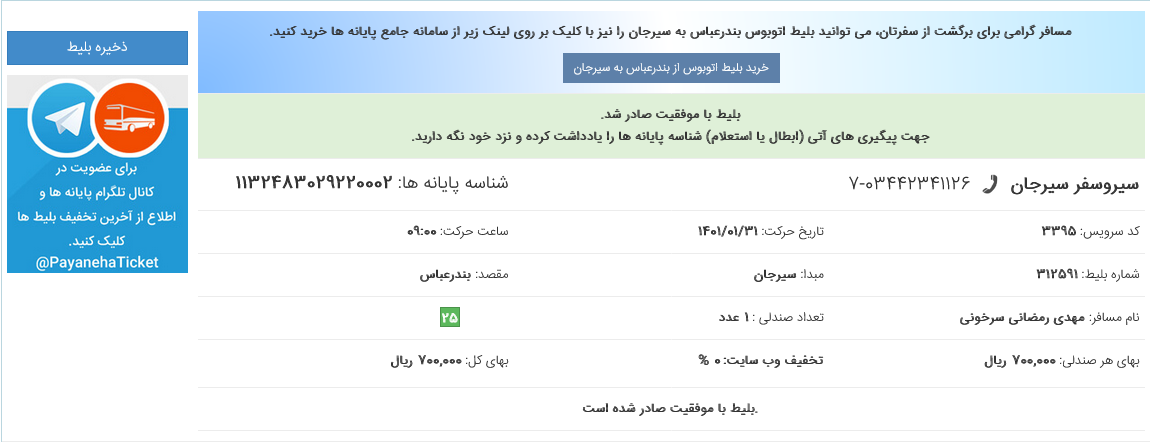 مسافر گرامی برای برگشت از سفرتان، می توانید بلیط اتوبوس بندرعباس به سیرجان را نیز با کلیک بر روی لینک زیر از سامانه جامع پایانه ها خرید کنید.
خرید بلیط اتوبوس از بندرعباس به سیرجان
بلیط با موفقیت صادر شد.
جهت پیگیری های آتی (ابطال یا استعلام) شناسه پایانه ها را یادداشت کرده و نزد خود نگه دارید.
سیروسفر سیرجان ۷-۰۳۴۴۲۳۴۱۱۲۶ شناسه پایانه ها: ۱۱۳۲۴۸۳۰۲۹۲۲۰۰۰۲
کد سرویس: ۳۳۹۵ تاریخ حرکت: ۱۴۰۱/۰۱/۳۱ ساعت حرکت: ۰۹:۰۰
شماره بلیط: ۳۱۲۵۹۱ مبدا: سیرجان مقصد: بندرعباس
نام مسافر: مهدی رمضانی سرخونی تعداد صندلی : ۱ عدد ۲۵
بهای هر صندلی: ۷۰۰,۰۰۰ ریال تخفیف وب سایت: ۰ % بهای کل: ۷۰۰,۰۰۰ ریال
.بلیط با موفقیت صادر شده است
ذخیره بلیط
برای عضویت در
کانال تلگرام پایانه ها و
اطلاع از آخرین تخفیف بلیط ها
کلیک کنید.
@PayanehaTicket